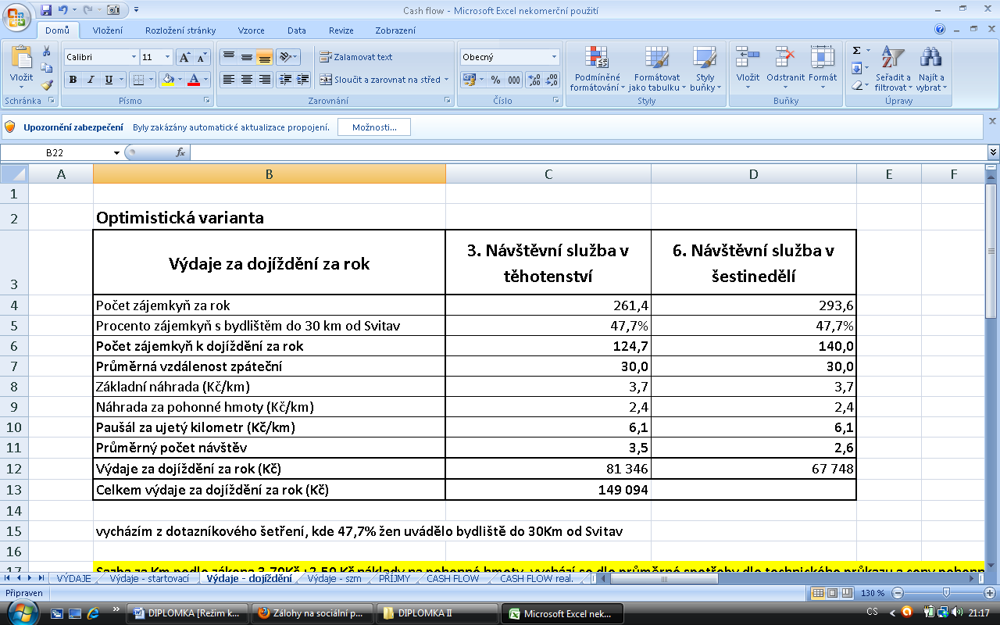 Cash flow - Microsoft Excel nekomerční použití
Domů Vložení Rozložení stránky Vzorce Data Revize Zobrazení
Vložit
Calibri 11
B I U
A A
Zalamovat text
Sloučit a zarovnat na střed
Obecný
% 000
Podmíněné formátování
Formátovat jako tabulku
Styly buňky
Vložit Odstranit Formát
Σ
Seřadit a filtrovat
Najít a vybrat
Schránka Písmo Zarovnání Číslo Styly Buňky Úpravy
Upozornění zabezpečení Byly zakázány automatické aktualizace propojení. Možnosti...
B22 fx
A B C D E F
1
2 Optimistická varianta
3 Výdaje za dojíždění za rok 3. Návštěvní služba v těhotenství 6. Návštěvní služba v šestinedělí
4 Počet zájemkyň za rok 261,4 293,6
5 Procento zájemkyň s bydlištěm do 30 km od Svitav 47,7% 47,7%
6 Počet zájemkyň k dojíždění za rok 124,7 140,0
7 Průměrná vzdálenost zpáteční 30,0 30,0
8 Základní náhrada (Kč/km) 3,7 3,7
9 Náhrada za pohonné hmoty (Kč/km) 2,4 2,4
10 Paušál za ujetý kilometr (Kč/km) 6,1 6,1
11 Průměrný počet návštěv 3,5 2,6
12 Výdaje za dojíždění za rok (Kč) 81 346 67 748
13 Celkem výdaje za dojíždění za rok (Kč) 149 094
14
15 vycházím z dotazníkového šetření, kde 47,7% žen uvádělo bydliště do 30Km od Svitav
16
17 Sazba za Km podle zákona 3,70Kč
VÝDAJE Výdaje - startovací Výdaje - dojíždění Výdaje - szm PŘÍJMY CASH FLOW CASH FLOW real.
Připraven 130 %
DIPLOMKA [Režim k... Zálohy na sociální p... DIPLOMKA II Microsoft Excel nek... CS 21:17